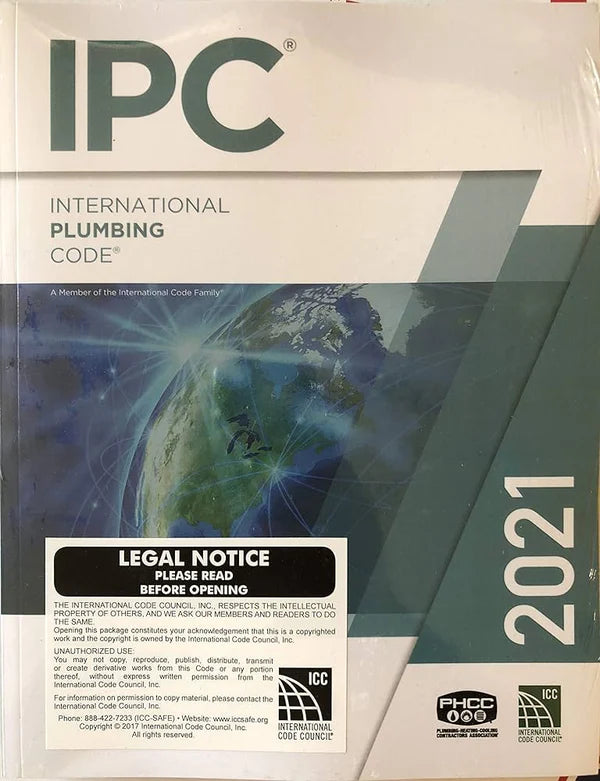 IPC®
INTERNATIONAL
PLUMBING
CODE®
A Member of the International Code Family®
2021
LEGAL NOTICE
PLEASE READ
BEFORE OPENING
THE INTERNATIONAL CODE COUNCIL, INC., RESPECTS THE INTELLECTUAL
PROPERTY OF OTHERS, AND WE ASK OUR MEMBERS AND READERS TO DO
THE SAME.
Opening this package constitutes your acknowledgement that this is a copyrighted
work and the copyright is owned by the International Code Council, Inc.
UNAUTHORIZED USE:
You may not copy, reproduce, publish, distribute, transmit
or create derivative works from this Code or any portion
thereof, without express written permission from the
International Code Council, Inc.
For information on permission to copy material, please contact the
International Code Council, Inc.
Phone: 888-422-7233 (ICC-SAFE) • Website: www.iccsafe.org
Copyright © 2017 International Code Council, Inc.
All rights reserved.
ICC
INTERNATIONAL
CODE COUNCIL®
PHCC
PLUMBING-HEATING-COOLING
CONTRACTORS ASSOCIATION®
ICC
INTERNATIONAL
CODE COUNCIL®